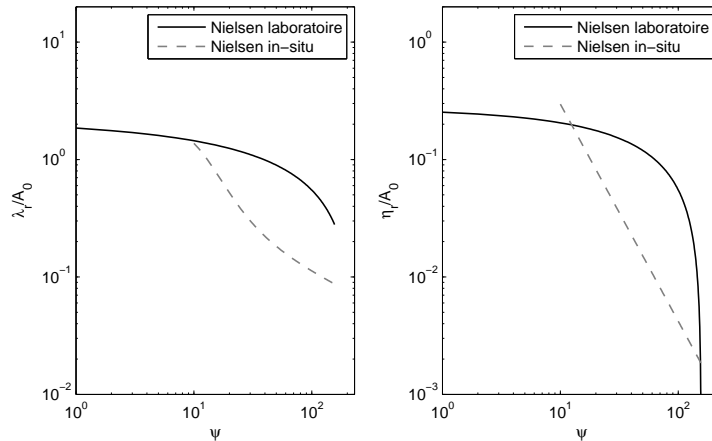 Nielsen laboratoire
Nielsen in−situ
10^1
10^0
10^−1
10^−2
λ_r/A_0
10^0
10^1
10^2
ψ
Nielsen laboratoire
Nielsen in−situ
10^0
10^−1
10^−2
10^−3
η_r/A_0
10^0
10^1
10^2
ψ